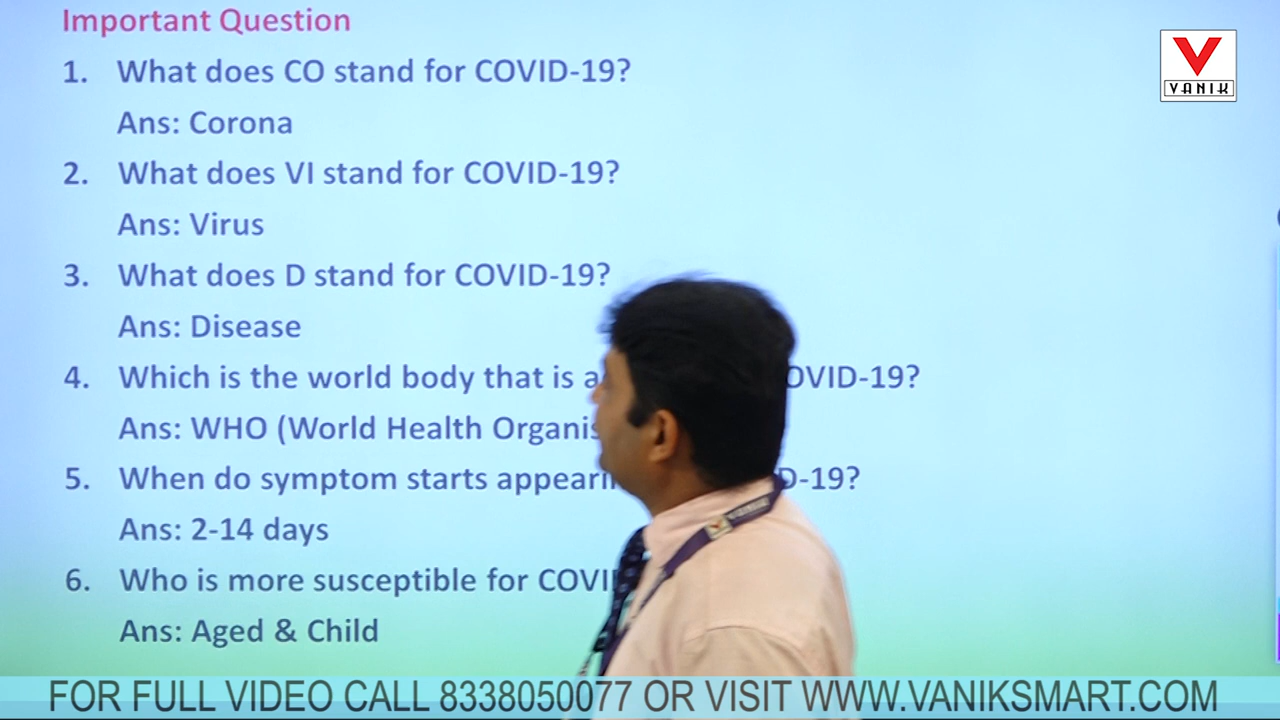 Important Question
1. What does CO stand for COVID-19?
Ans: Corona
2. What does VI stand for COVID-19?
Ans: Virus
3. What does D stand for COVID-19?
Ans: Disease
4. Which is the world body that is OVID-19?
Ans: WHO (World Health Organis
5. When do symptom starts D-19?
Ans: 2-14 days
6. Who is more susceptible for
Ans: Aged & Child
VANIK
VANIK
FOR FULL VIDEO CALL 8338050077 OR VISIT WWW.VANIKSMART.COM